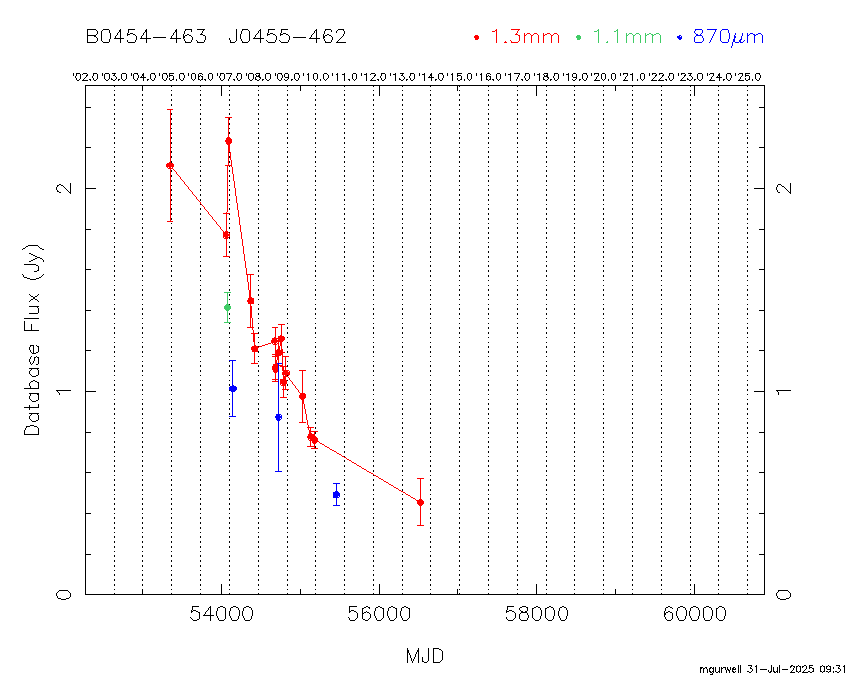 B0454-463 J0455-462 1.3mm 1.1mm 870μm
'02.0 '03.0 '04.0 '05.0 '06.0 '07.0 '08.0 '09.0 '10.0 '11.0 '12.0 '13.0 '14.0 '15.0 '16.0 '17.0 '18.0 '19.0 '20.0 '21.0 '22.0 '23.0 '24.0 '25.0
2 2
Database Flux (Jy)
1 1
0 0
54000 56000 58000 60000
MJD
mgurwell 31-Jul-2025 09:31